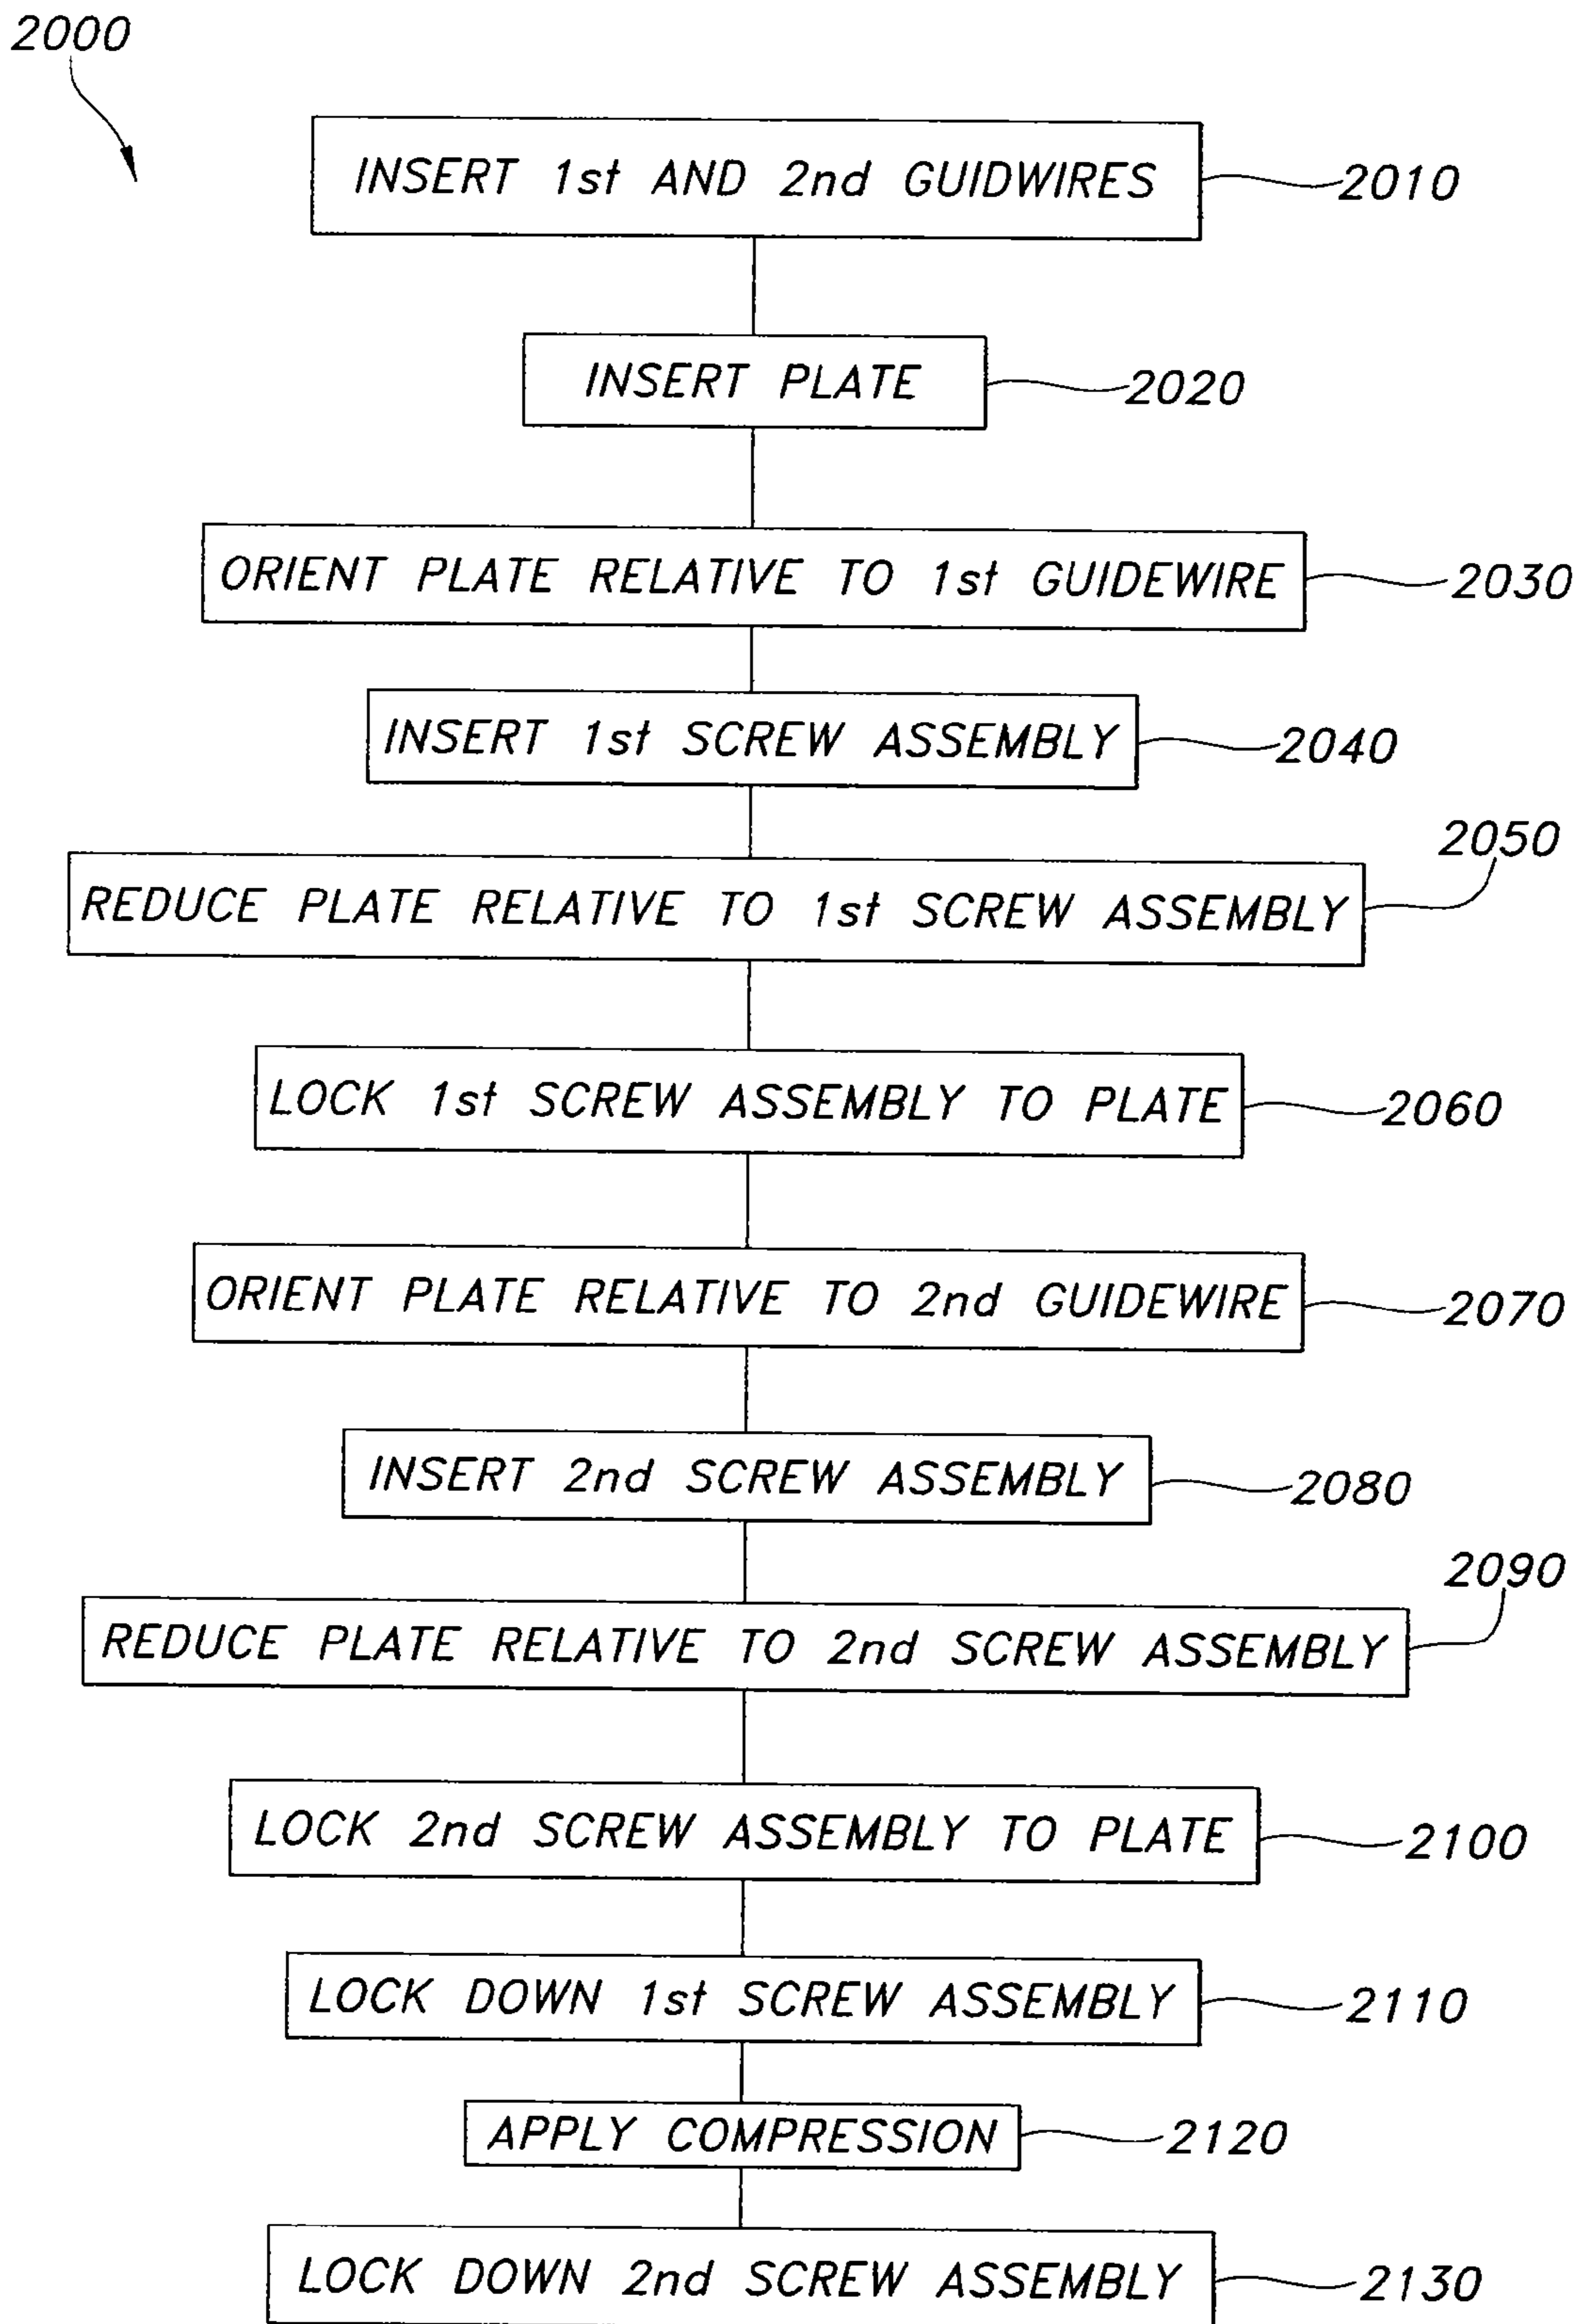 2000
INSERT 1st AND 2nd GUIDWIRES 2010
INSERT PLATE 2020
ORIENT PLATE RELATIVE TO 1st GUIDEWIRE 2030
INSERT 1st SCREW ASSEMBLY 2040
2050
REDUCE PLATE RELATIVE TO 1st SCREW ASSEMBLY
LOCK 1st SCREW ASSEMBLY TO PLATE 2060
ORIENT PLATE RELATIVE TO 2nd GUIDEWIRE 2070
INSERT 2nd SCREW ASSEMBLY 2080
2090
REDUCE PLATE RELATIVE TO 2nd SCREW ASSEMBLY
LOCK 2nd SCREW ASSEMBLY TO PLATE 2100
LOCK DOWN 1st SCREW ASSEMBLY 2110
APPLY COMPRESSION 2120
LOCK DOWN 2nd SCREW ASSEMBLY 2130